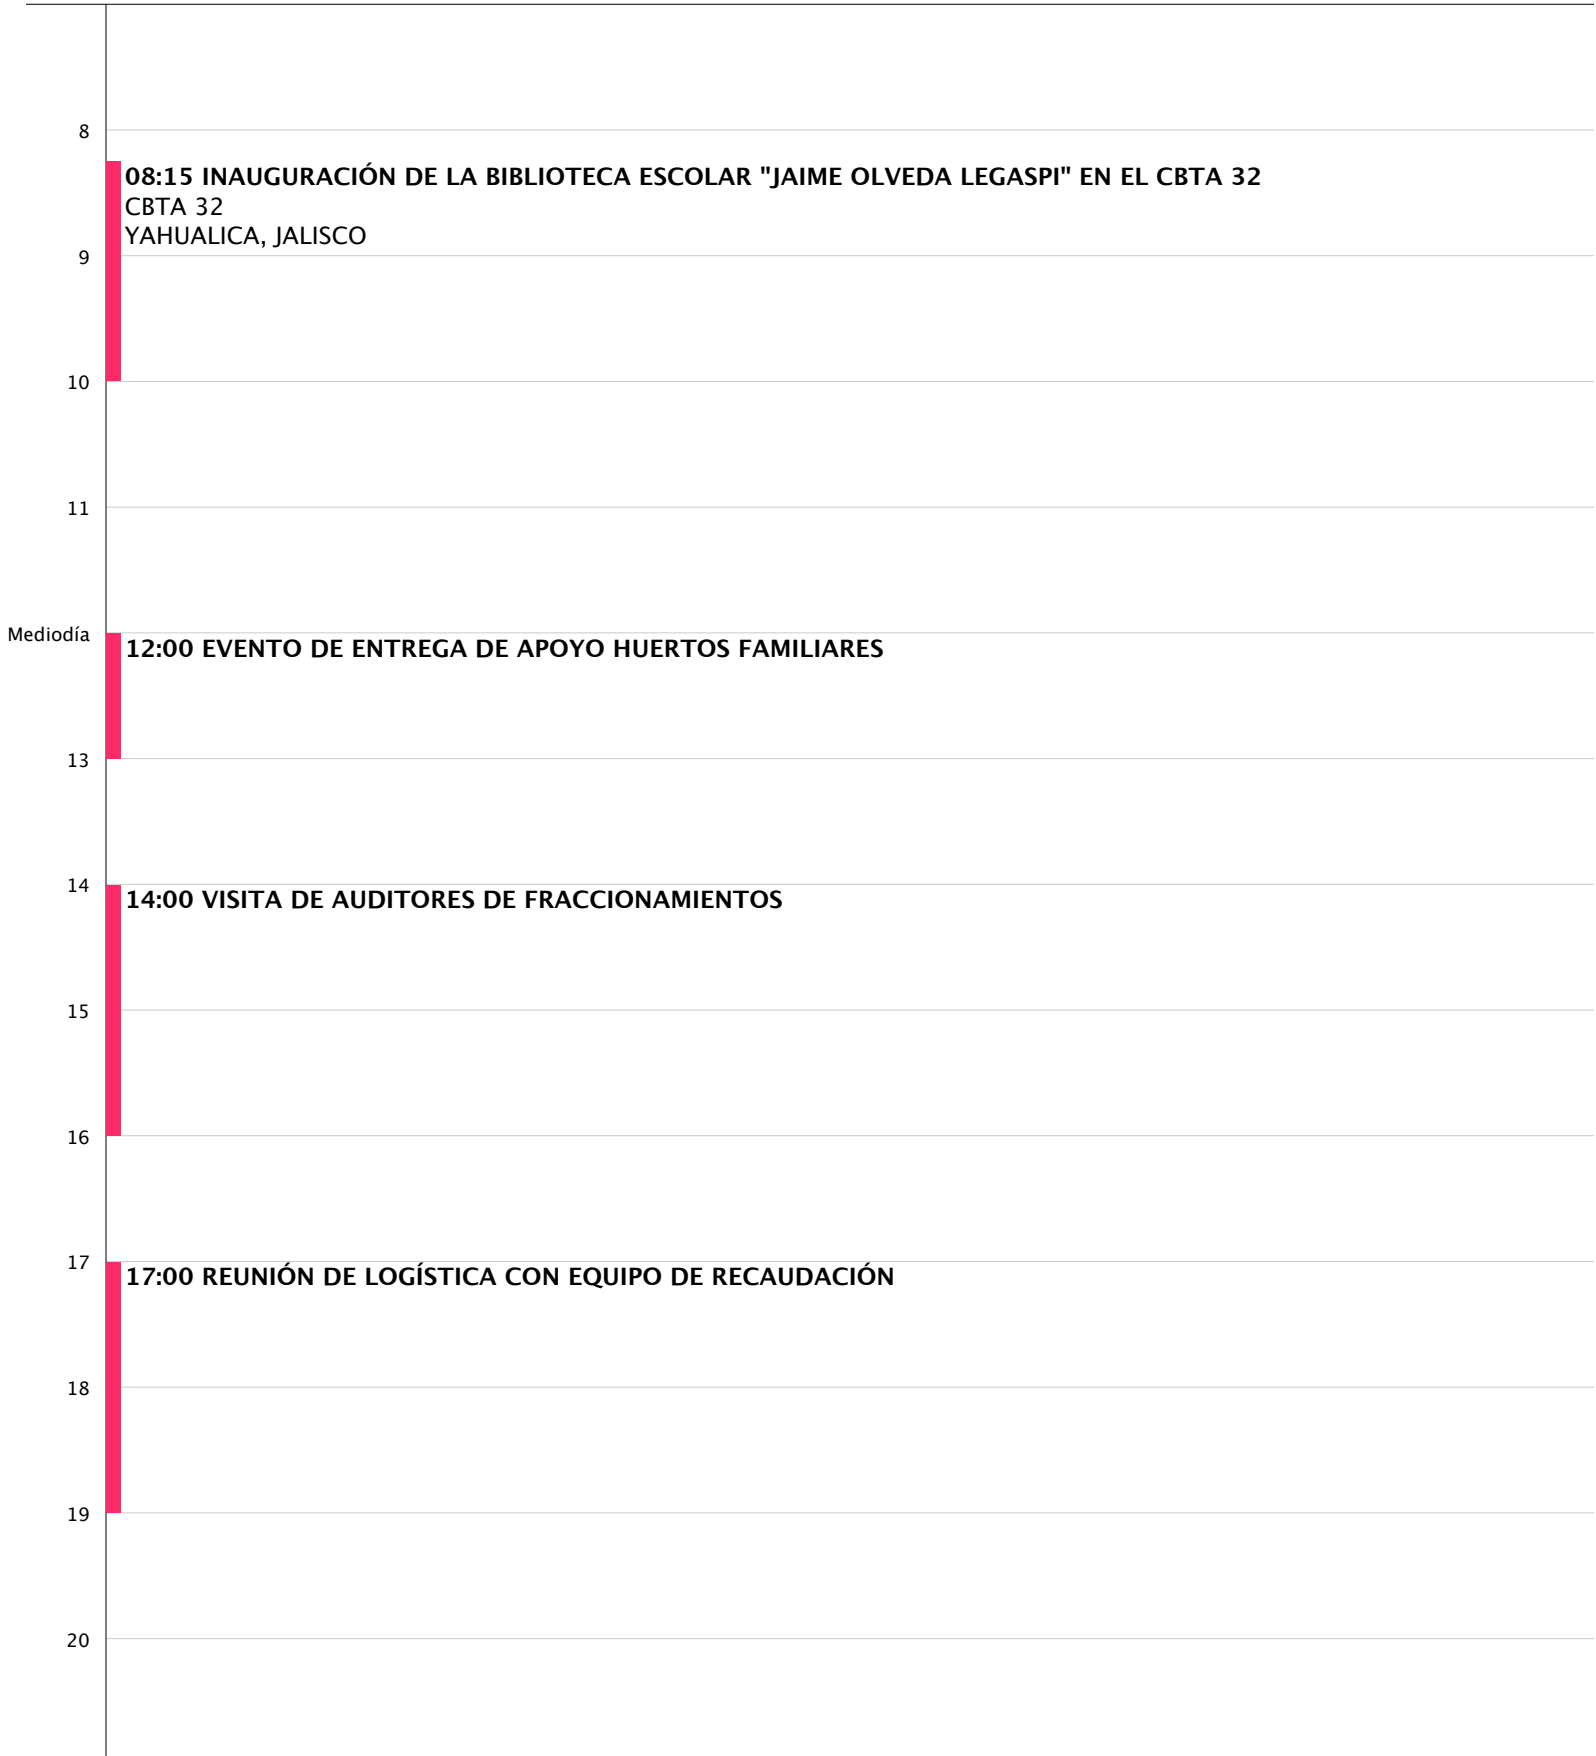 8
08:15 INAUGURACIÓN DE LA BIBLIOTECA ESCOLAR "JAIME OLVEDA LEGASPI" EN EL CBTA 32
CBTA 32
YAHUALICA, JALISCO
9
10
11
Mediodía
12:00 EVENTO DE ENTREGA DE APOYO HUERTOS FAMILIARES
13
14
14:00 VISITA DE AUDITORES DE FRACCIONAMIENTOS
15
16
17
17:00 REUNIÓN DE LOGÍSTICA CON EQUIPO DE RECAUDACIÓN
18
19
20